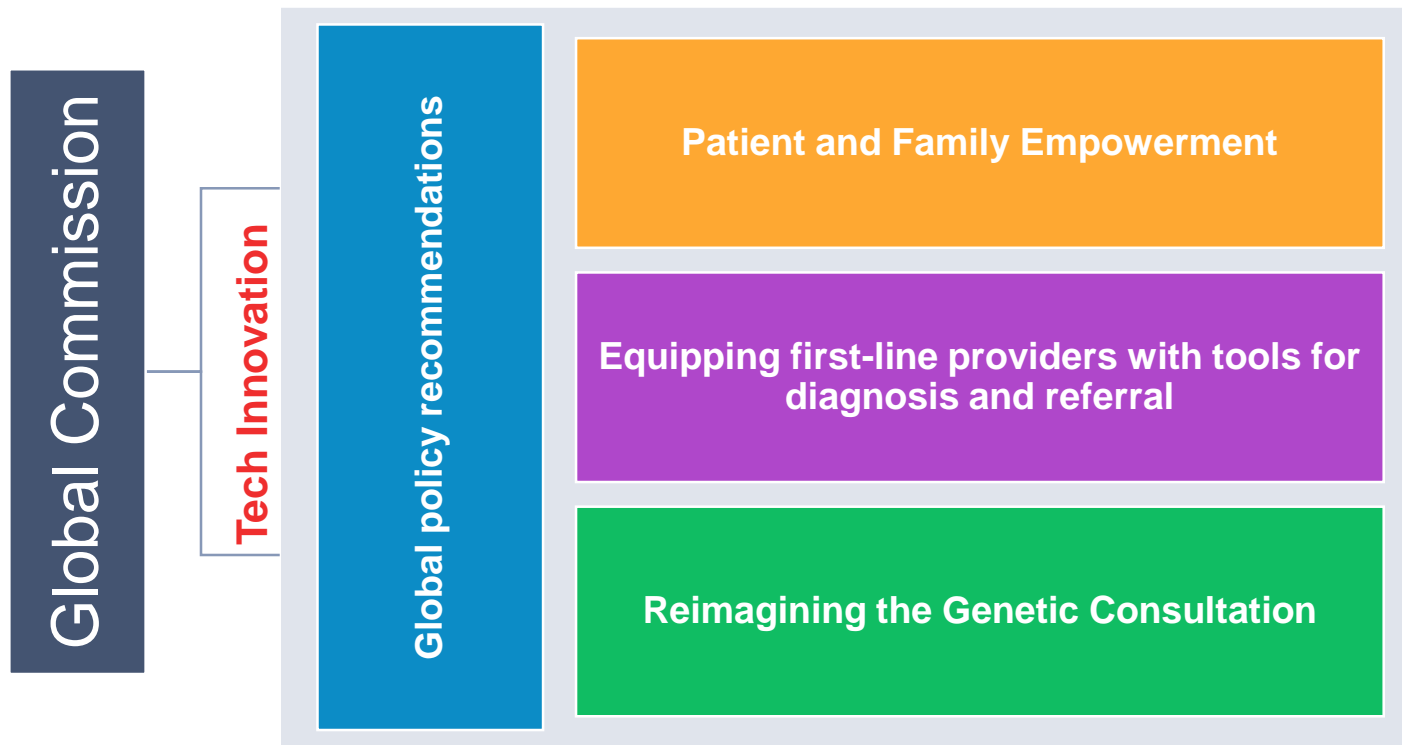 Global Commission
Tech Innovation
Global policy recommendations
Patient and Family Empowerment
Equipping first-line providers with tools for
diagnosis and referral
Reimagining the Genetic Consultation